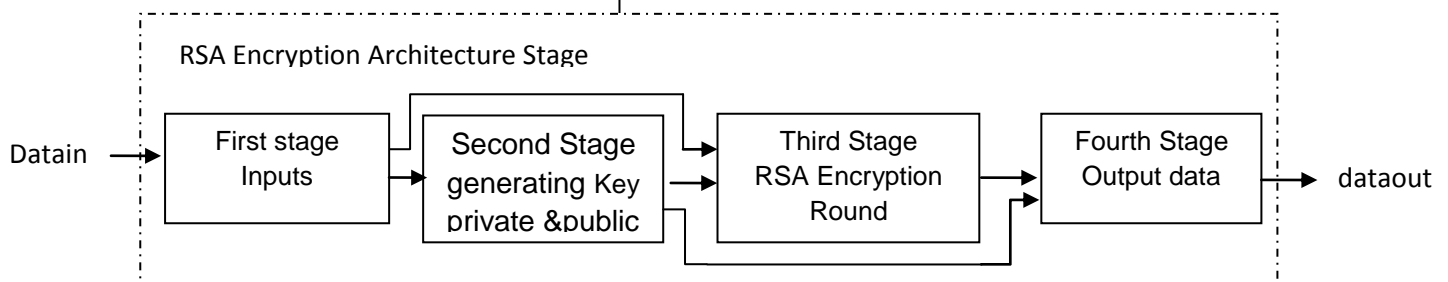 RSA Encryption Architecture Stage
Datain
First stage
Inputs
Second Stage
generating Key
private &public
Third Stage
RSA Encryption
Round
Fourth Stage
Output data
dataout